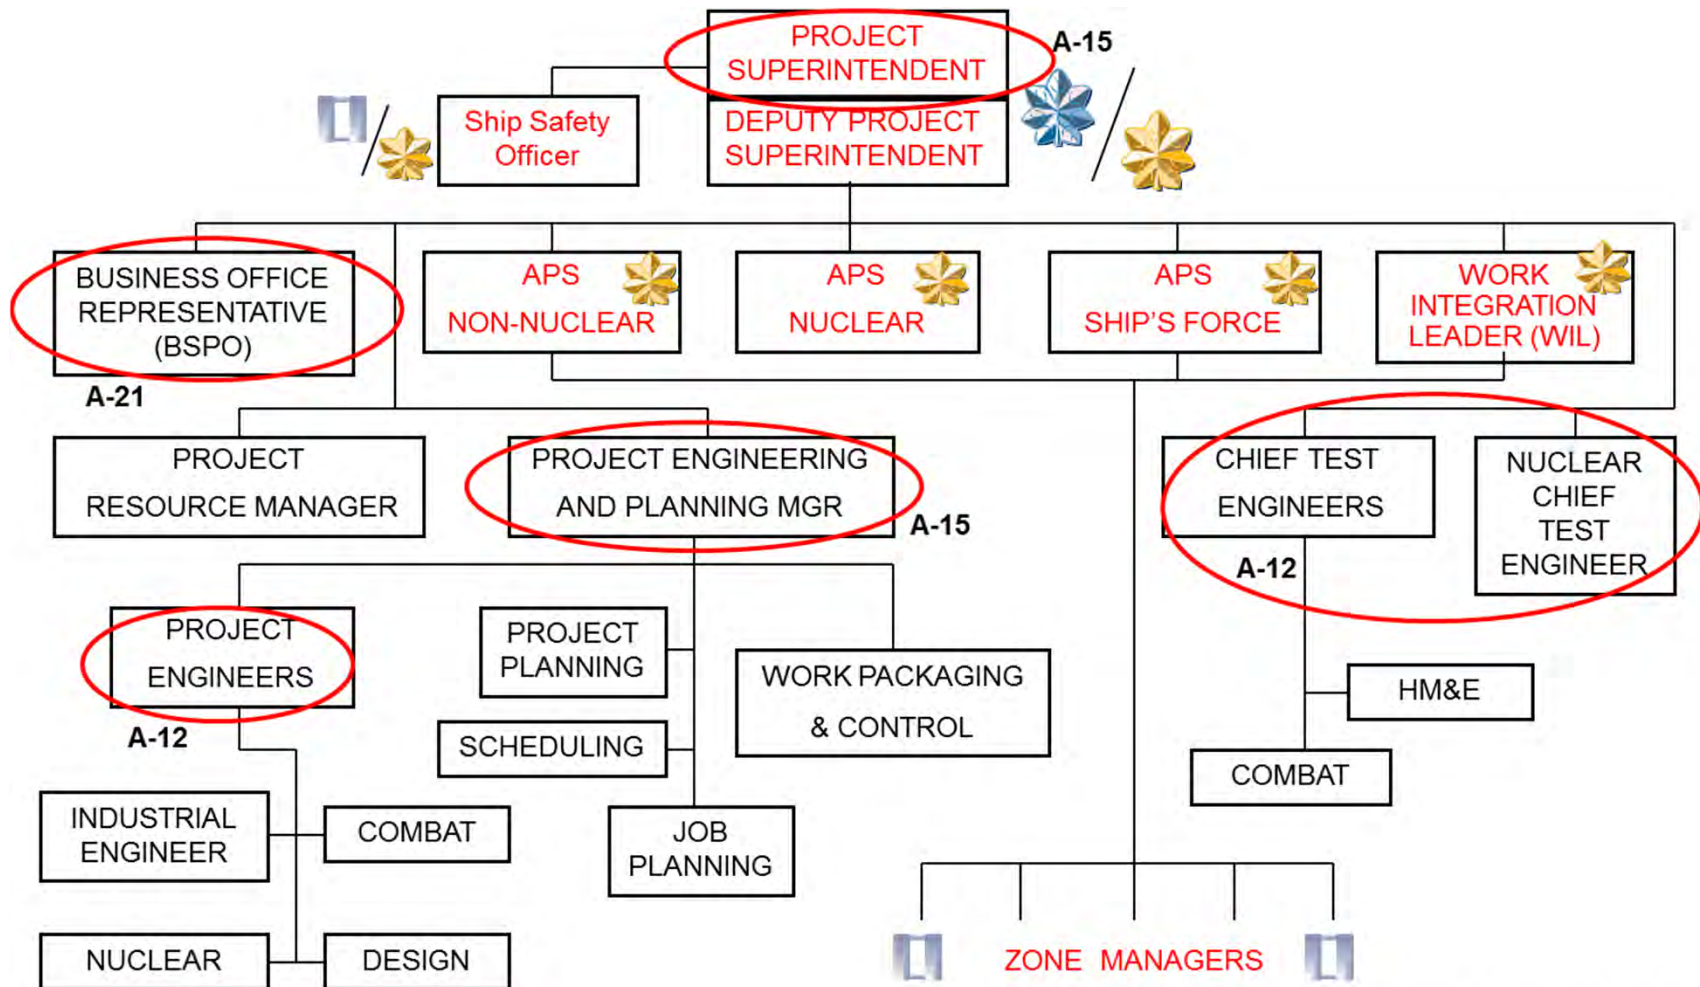 PROJECT
SUPERINTENDENT
A-15
Ship Safety
Officer
DEPUTY PROJECT
SUPERINTENDENT
BUSINESS OFFICE
REPRESENTATIVE
(BSPO)
A-21
APS
NON-NUCLEAR
APS
NUCLEAR
APS
SHIP'S FORCE
WORK
INTEGRATION
LEADER (WIL)
PROJECT
RESOURCE MANAGER
PROJECT ENGINEERING
AND PLANNING MGR
A-15
CHIEF TEST
ENGINEERS
A-12
NUCLEAR
CHIEF
TEST
ENGINEER
PROJECT
ENGINEERS
A-12
PROJECT
PLANNING
WORK PACKAGING
& CONTROL
SCHEDULING
JOB
PLANNING
HM&E
COMBAT
INDUSTRIAL
ENGINEER
COMBAT
NUCLEAR
DESIGN
ZONE MANAGERS